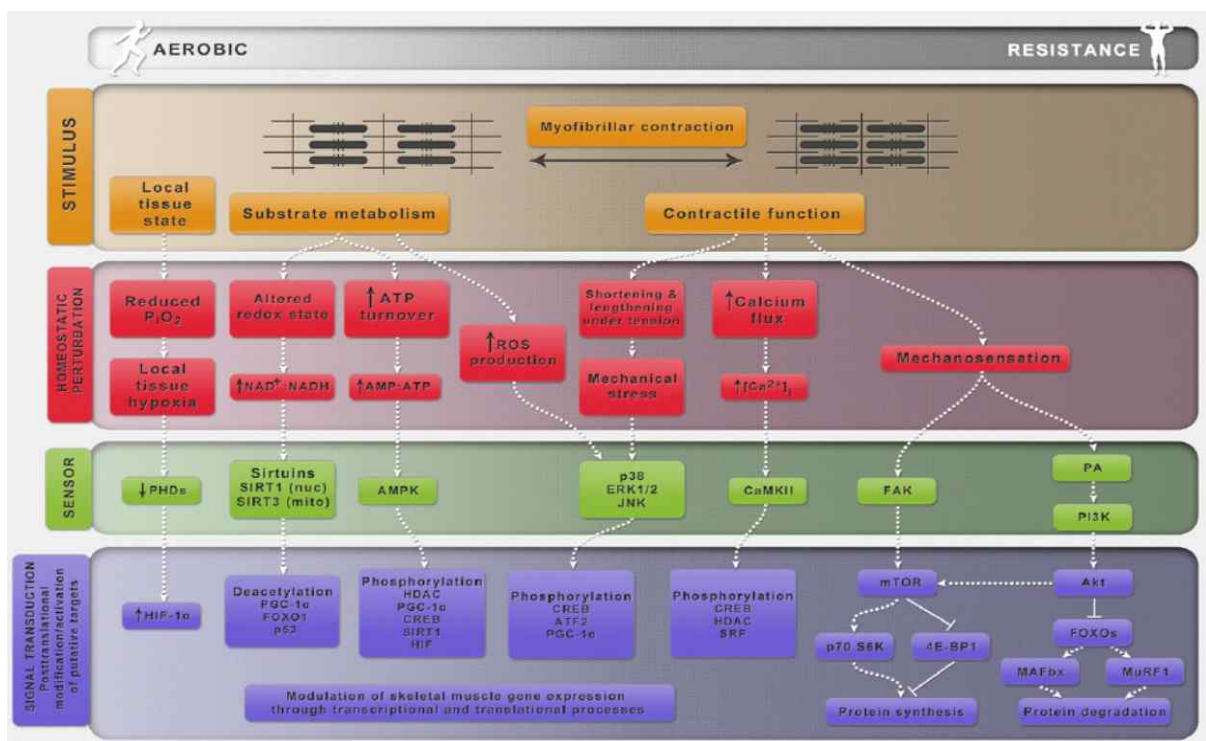 AEROBIC
RESISTANCE
STIMULUS
Myofibrillar contraction
Local
tissue
state
Substrate metabolism
Contractile function
HOMEOSTATIC
PERTURBATION
Reduced
PiO2
Altered
redox state
↑ATP
turnover
↑ROS
production
Shortening &
lengthening
under tension
↑Calcium
flux
Mechanosensation
Local
tissue
hypoxia
↑NAD+:NADH
↑AMP:ATP
Mechanical
stress
↑[Ca2+]i
SENSOR
↓PHDs
Sirtuins
SIRT1 (nuc)
SIRT3 (mito)
AMPK
p38
ERK1/2
JNK
CaMKII
FAK
PA
PI3K
SIGNAL TRANSDUCTION
Posttranslational
modification/activation
of putative targets
↑HIF-1α
Deacetylation
PGC-1α
FOXO1
p53
Phosphorylation
HDAC
PGC-1α
CREB
SIRT1
HIF
Phosphorylation
CREB
ATF2
PGC-1α
Phosphorylation
CREB
HDAC
SRF
mTOR
Akt
p70 S6K
4E-BP1
FOXOs
MAFbx
MuRF1
Protein synthesis
Protein degradation
Modulation of skeletal muscle gene expression
through transcriptional and translational processes